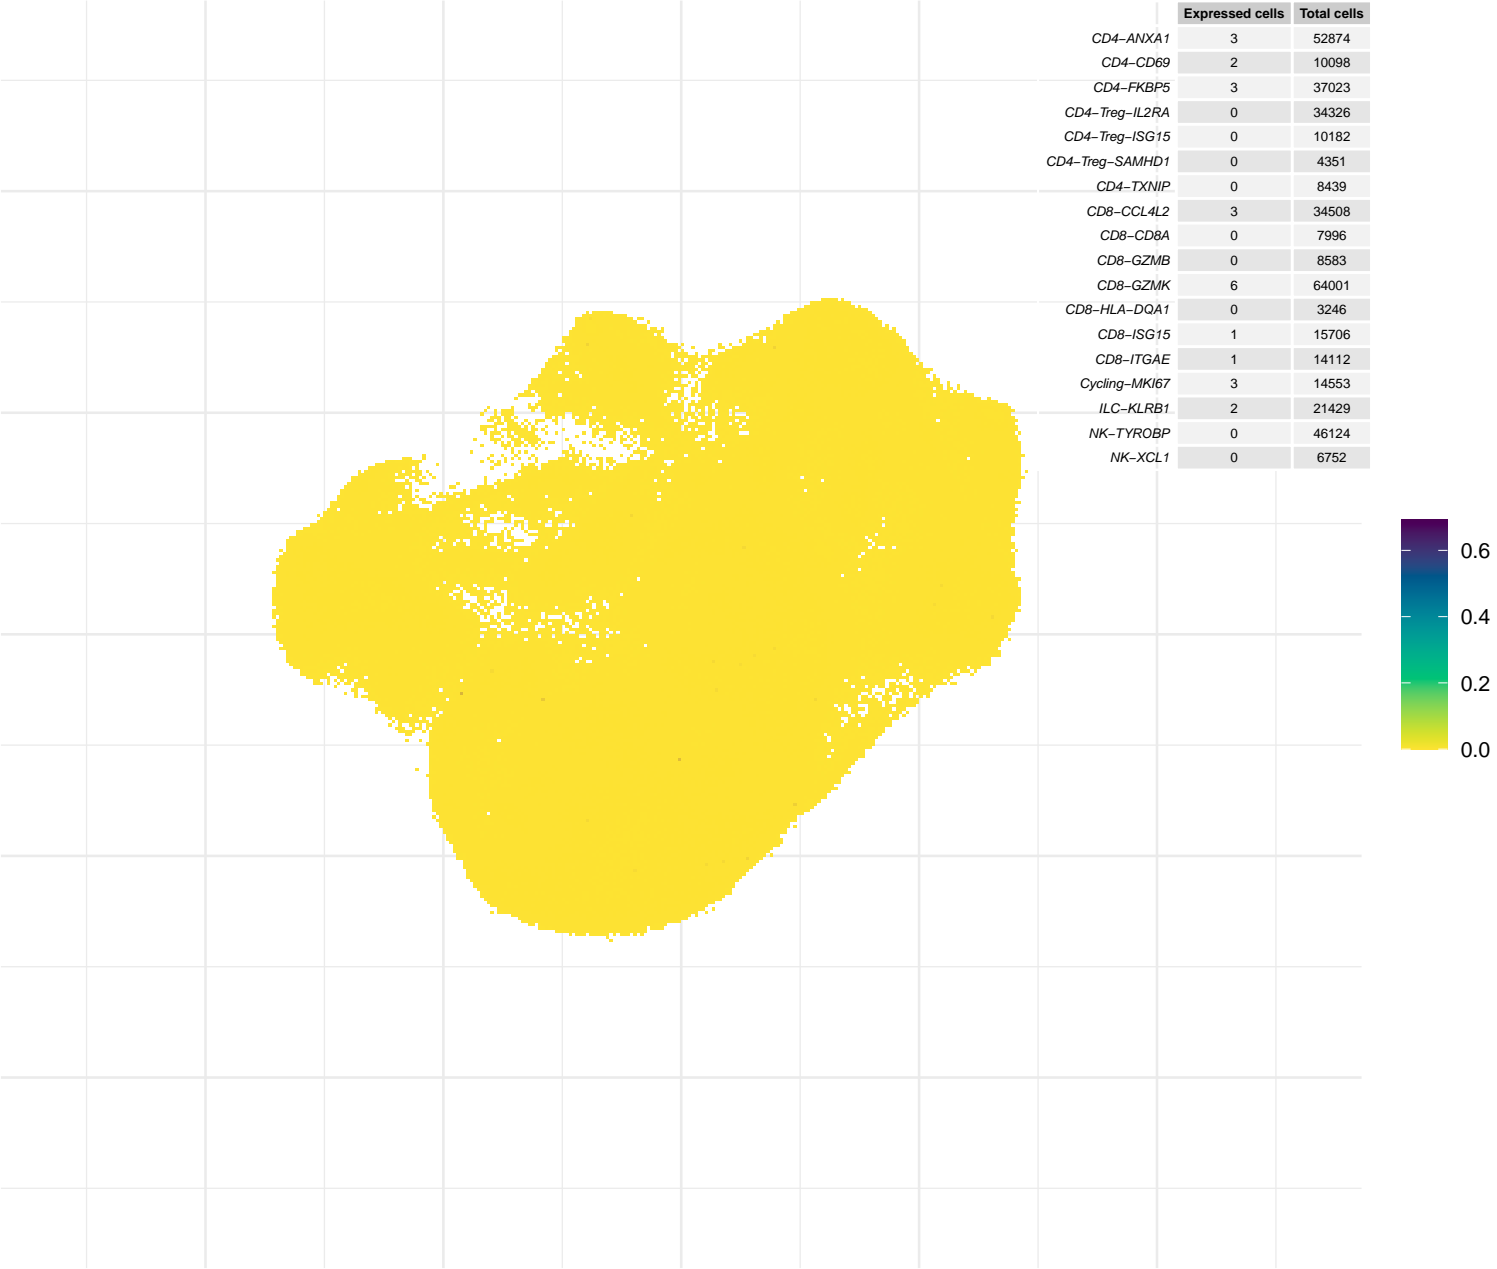 Expressed cells Total cells
CD4−ANXA1 3 52874
CD4−CD69 2 10098
CD4−FKBP5 3 37023
CD4−Treg−IL2RA 0 34326
CD4−Treg−ISG15 0 10182
CD4−Treg−SAMHD1 0 4351
CD4−TXNIP 0 8439
CD8−CCL4L2 3 34508
CD8−CD8A 0 7996
CD8−GZMB 0 8583
CD8−GZMK 6 64001
CD8−HLA−DQA1 0 3246
CD8−ISG15 1 15706
CD8−ITGAE 1 14112
Cycling−MKI67 3 14553
ILC−KLRB1 2 21429
NK−TYROBP 0 46124
NK−XCL1 0 6752
0.6
0.4
0.2
0.0